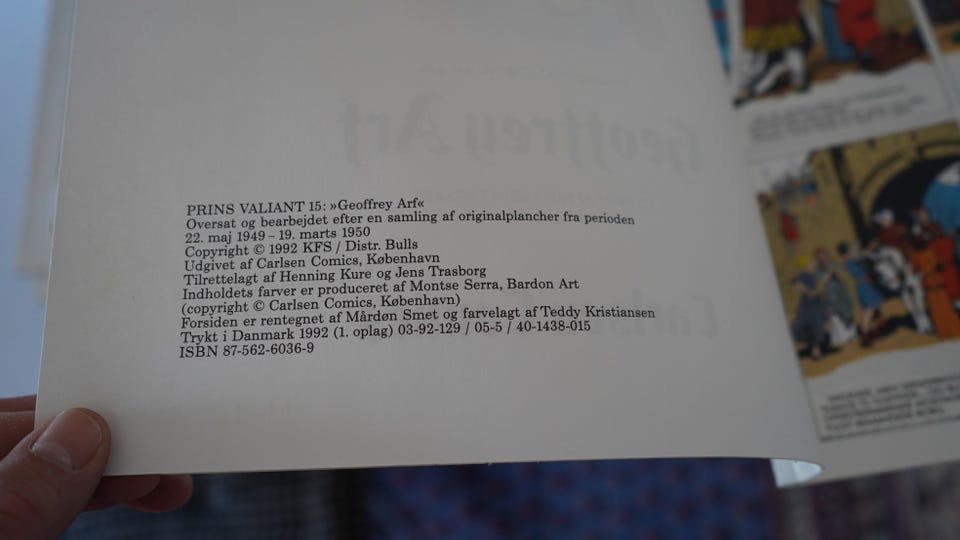 PRINS VALIANT 15: »Geoffrey Arf«
Oversat og bearbejdet efter en samling af originalplancher fra perioden
22. maj 1949 – 19. marts 1950
Copyright © 1992 KFS / Distr. Bulls
Udgivet af Carlsen Comics, København
Tilrettelagt af Henning Kure og Jens Trasborg
Indholdets farver er produceret af Montse Serra, Bardon Art
(copyright © Carlsen Comics, København)
Forsiden er rentegnet af Mårdøn Smet og farvelagt af Teddy Kristiansen
Trykt i Danmark 1992 (1. oplag) 03-92-129 / 05-5 / 40-1438-015
ISBN 87-562-6036-9
Geoffrey Arf